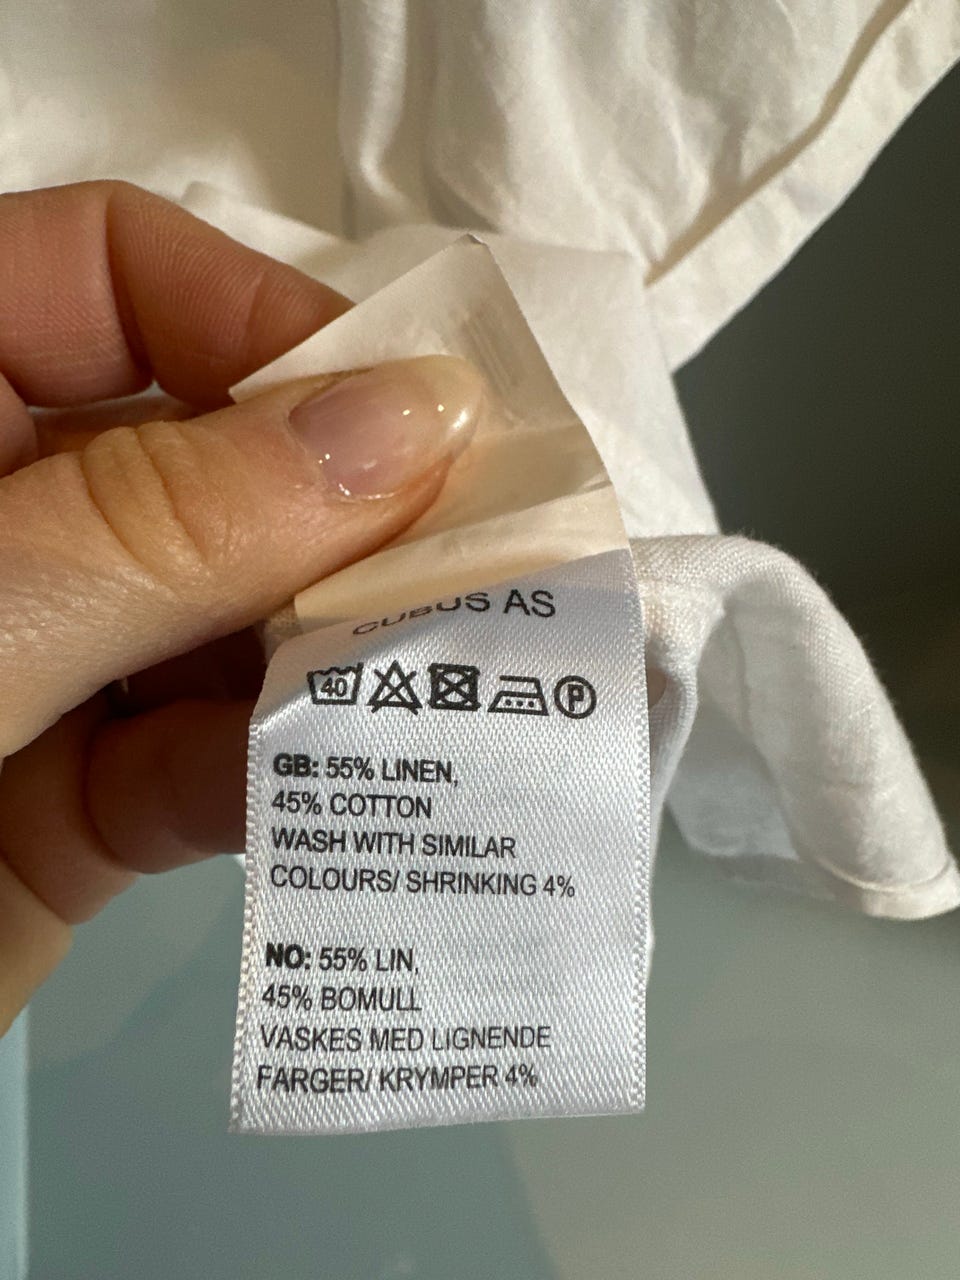 CUBUS AS
40 P
GB: 55% LINEN,
45% COTTON
WASH WITH SIMILAR
COLOURS/ SHRINKING 4%
NO: 55% LIN,
45% BOMULL
VASKES MED LIGNENDE
FARGER/ KRYMPER 4%